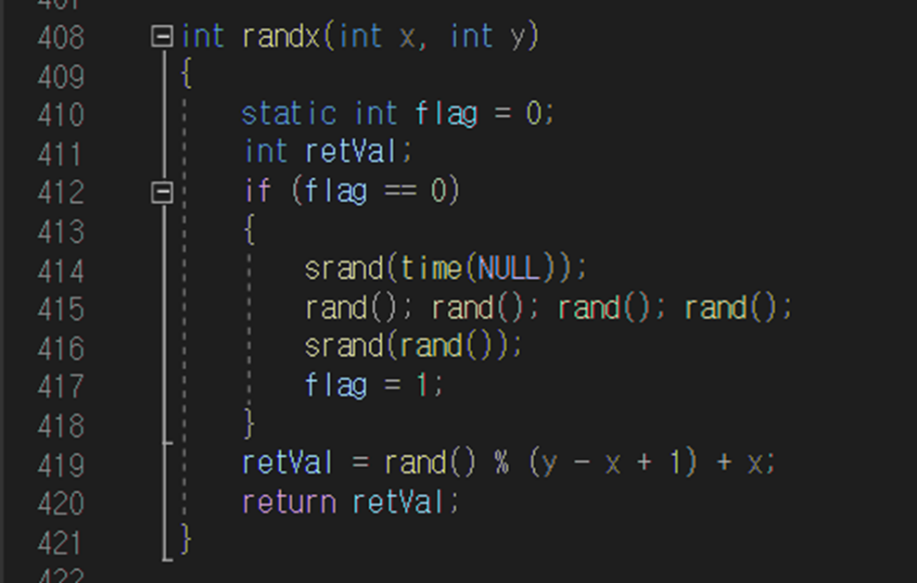 408 int randx(int x, int y)
409 {
410 static int flag = 0;
411 int retVal;
412 if (flag == 0)
413 {
414 srand(time(NULL));
415 rand(); rand(); rand(); rand();
416 srand(rand());
417 flag = 1;
418 }
419 retVal = rand() % (y - x + 1) + x;
420 return retVal;
421 }
422